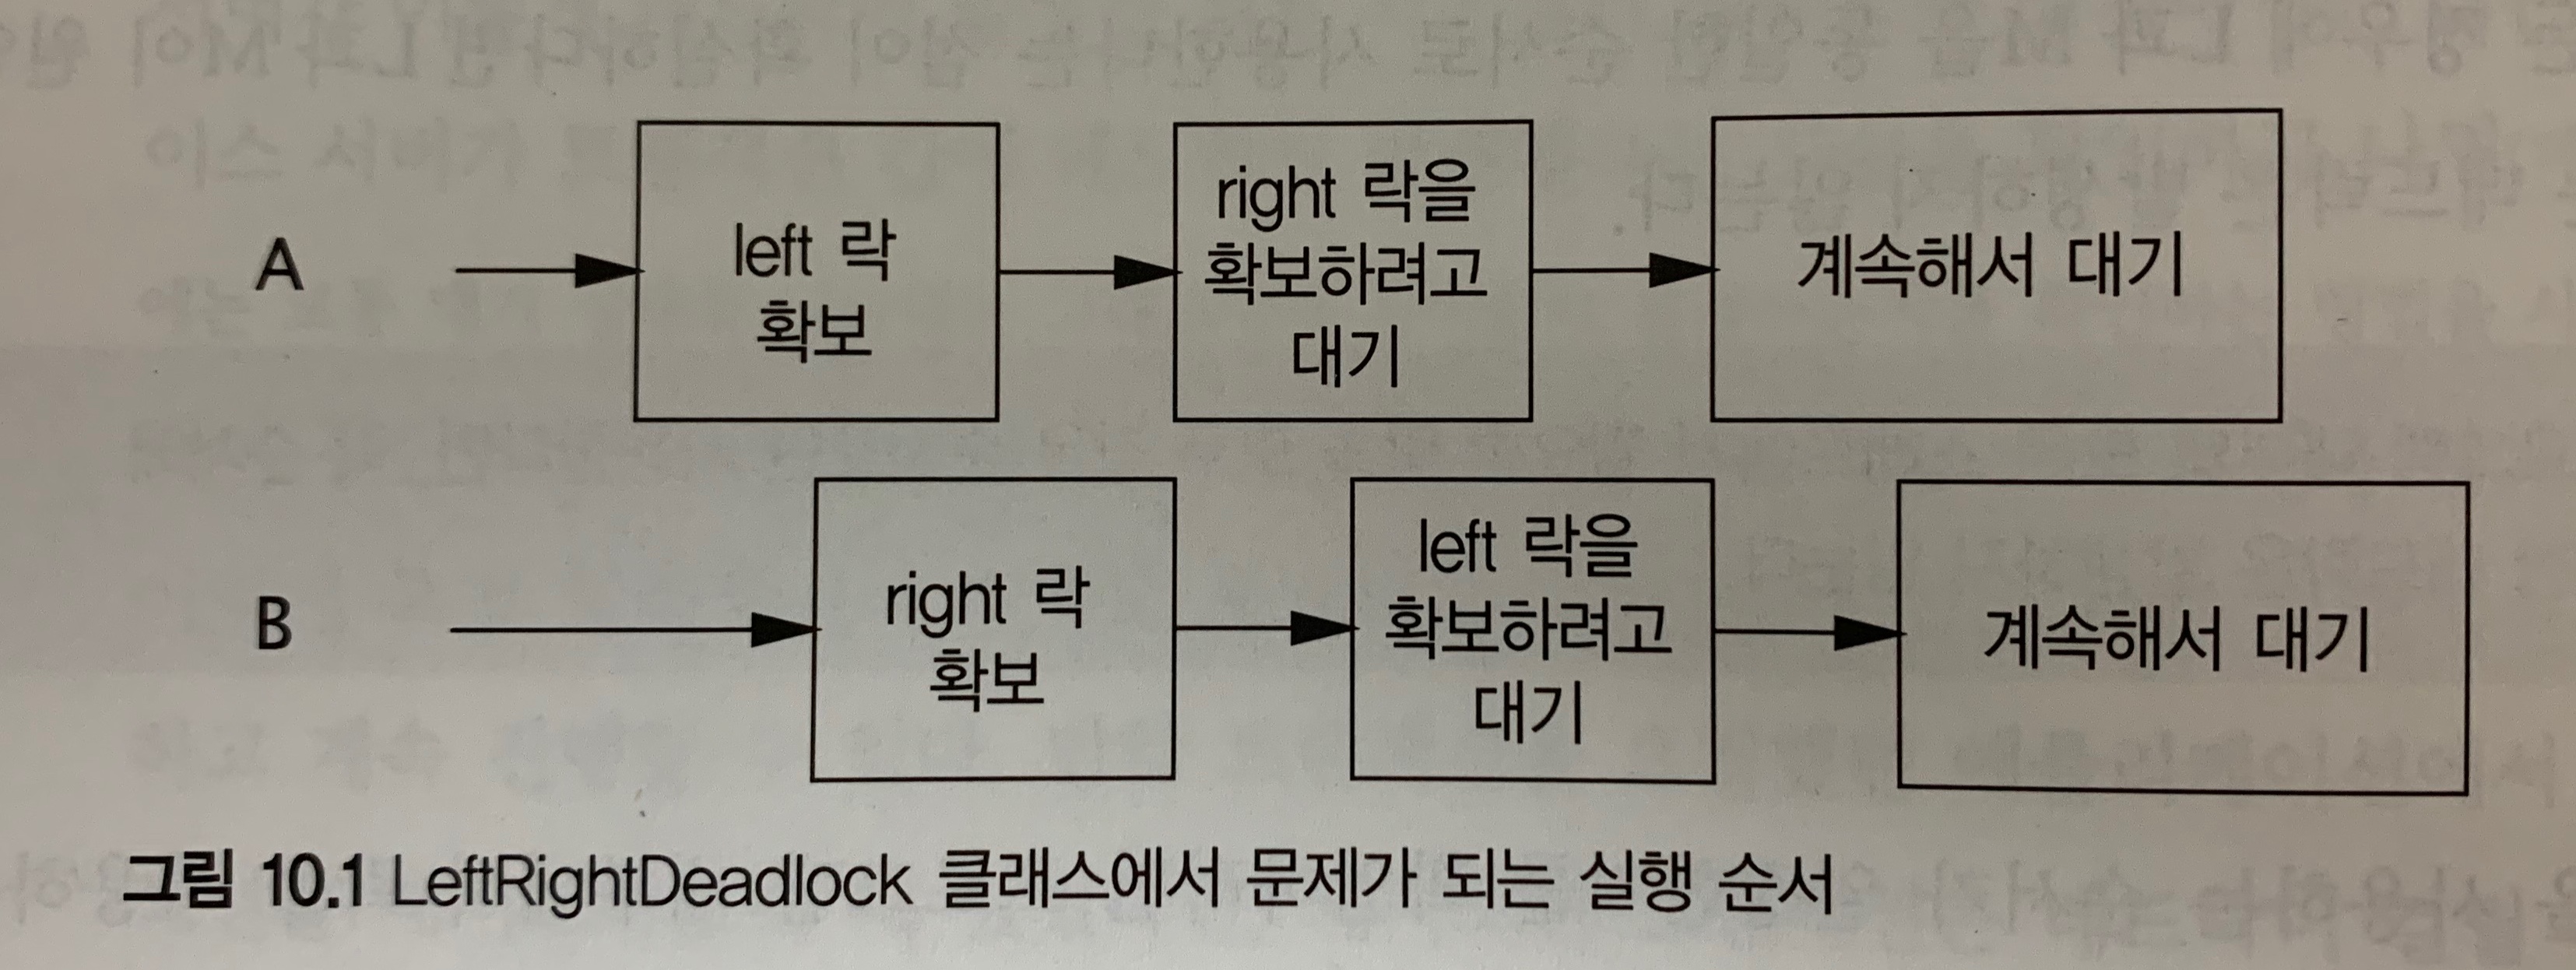 A
left 락
확보
right 락을
확보하려고
대기
계속해서 대기
B
right 락
확보
left 락을
확보하려고
대기
계속해서 대기
그림 10.1 LeftRightDeadlock 클래스에서 문제가 되는 실행 순서